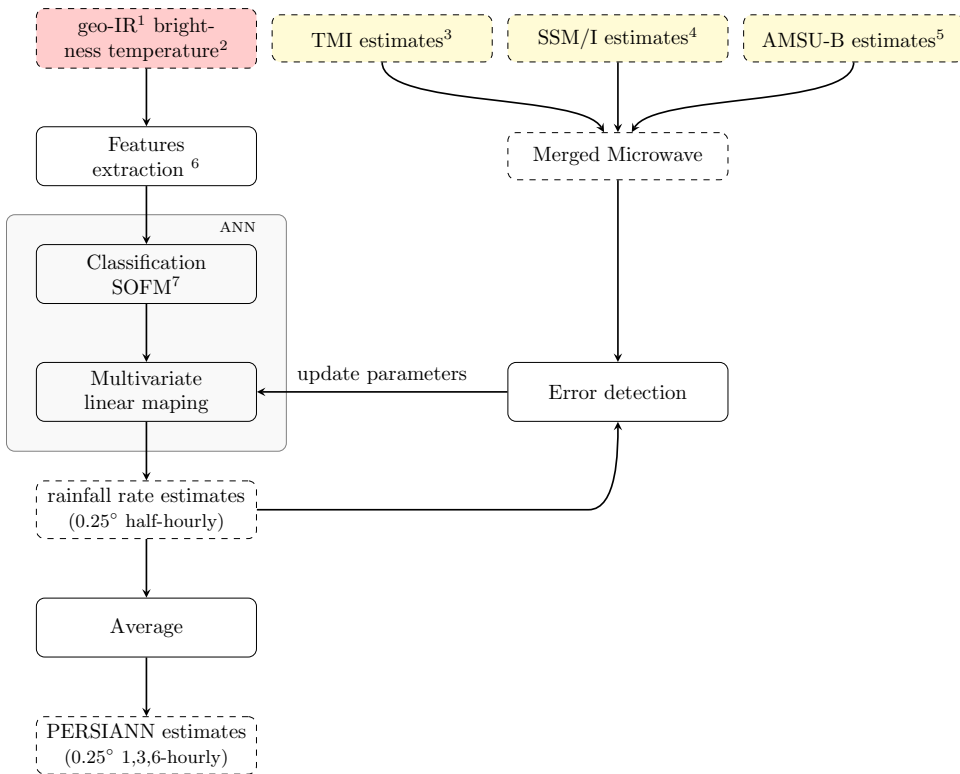 geo-IR¹ bright-
ness temperature²
TMI estimates³
SSM/I estimates⁴
AMSU-B estimates⁵
Features
extraction ⁶
Merged Microwave
ANN
Classification
SOFM⁷
Multivariate
linear maping
update parameters
Error detection
rainfall rate estimates
(0.25° half-hourly)
Average
PERSIANN estimates
(0.25° 1,3,6-hourly)